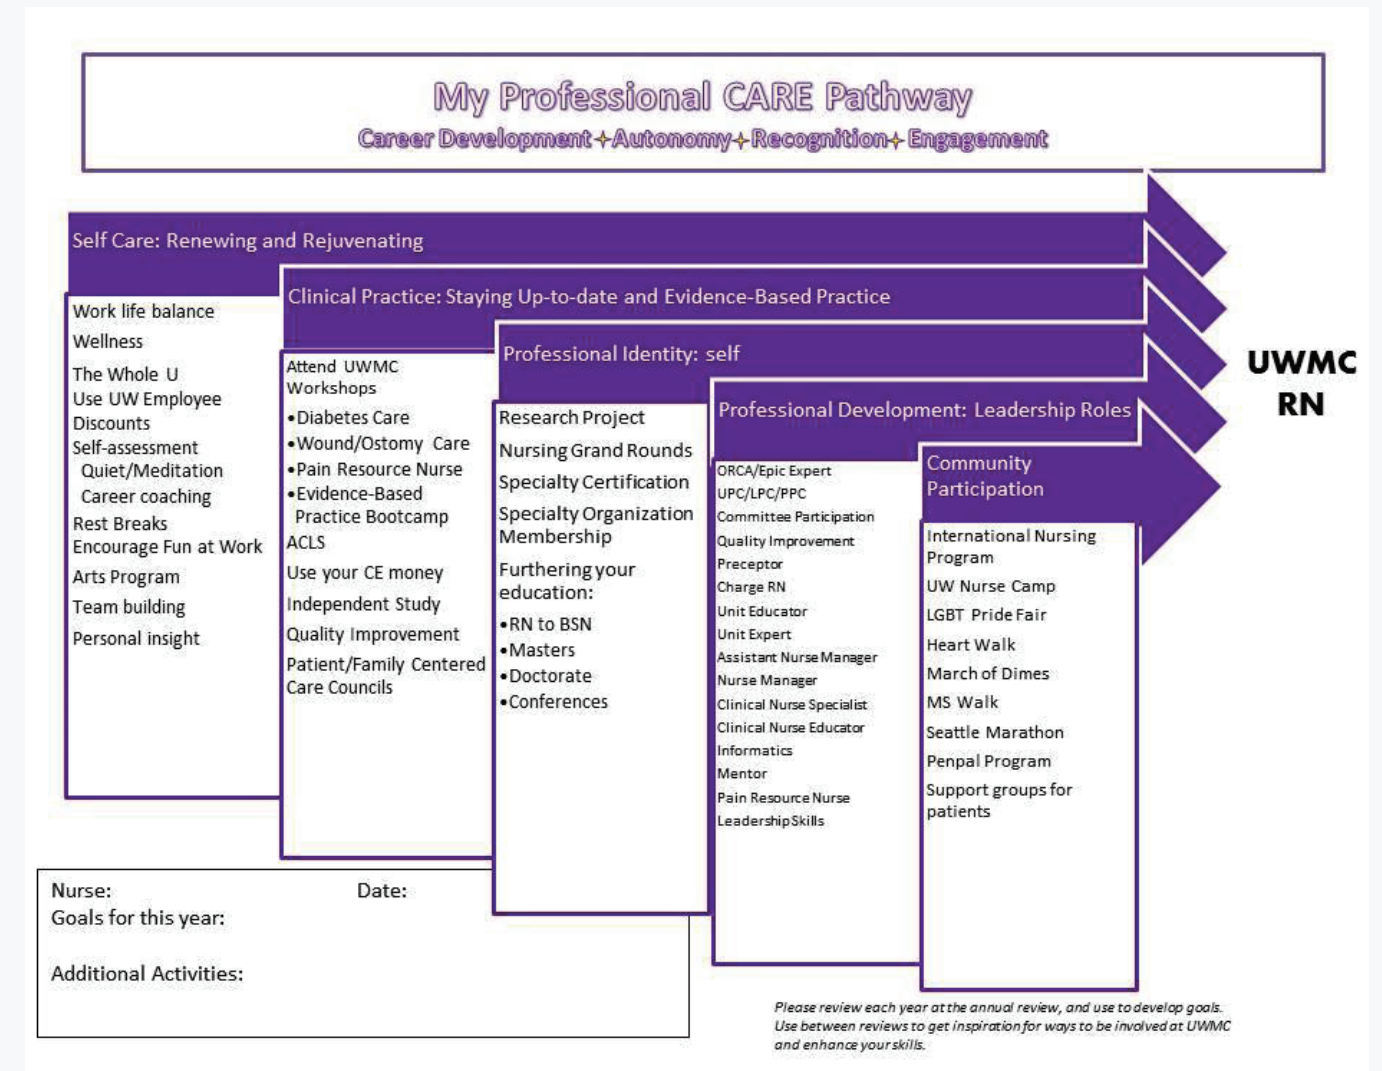 My Professional CARE Pathway
Career Development Autonomy Recognition Engagement
Self Care: Renewing and Rejuvenating
Work life balance
Wellness
The Whole U
Use UW Employee
Discounts
Self-assessment
Quiet/Meditation
Career coaching
Rest Breaks
Encourage Fun at Work
Arts Program
Team building
Personal insight
Clinical Practice: Staying Up-to-date and Evidence-Based Practice
Attend UWMC
Workshops
•Diabetes Care
•Wound/Ostomy Care
•Pain Resource Nurse
•Evidence-Based
Practice Bootcamp
ACLS
Use your CE money
Independent Study
Quality Improvement
Patient/Family Centered
Care Councils
Professional Identity: self
Research Project
Nursing Grand Rounds
Specialty Certification
Specialty Organization
Membership
Furthering your
education:
•RN to BSN
•Masters
•Doctorate
•Conferences
Professional Development: Leadership Roles
ORCA/Epic Expert
UPC/LPC/PPC
Committee Participation
Quality Improvement
Preceptor
Charge RN
Unit Educator
Unit Expert
Assistant Nurse Manager
Nurse Manager
Clinical Nurse Specialist
Clinical Nurse Educator
Informatics
Mentor
Pain Resource Nurse
Leadership Skills
Community
Participation
International Nursing
Program
UW Nurse Camp
LGBT Pride Fair
Heart Walk
March of Dimes
MS Walk
Seattle Marathon
Penpal Program
Support groups for
patients
UWMC
RN
Nurse: Date:
Goals for this year:
Additional Activities:
Please review each year at the annual review, and use to develop goals.
Use between reviews to get inspiration for ways to be involved at UWMC
and enhance your skills.